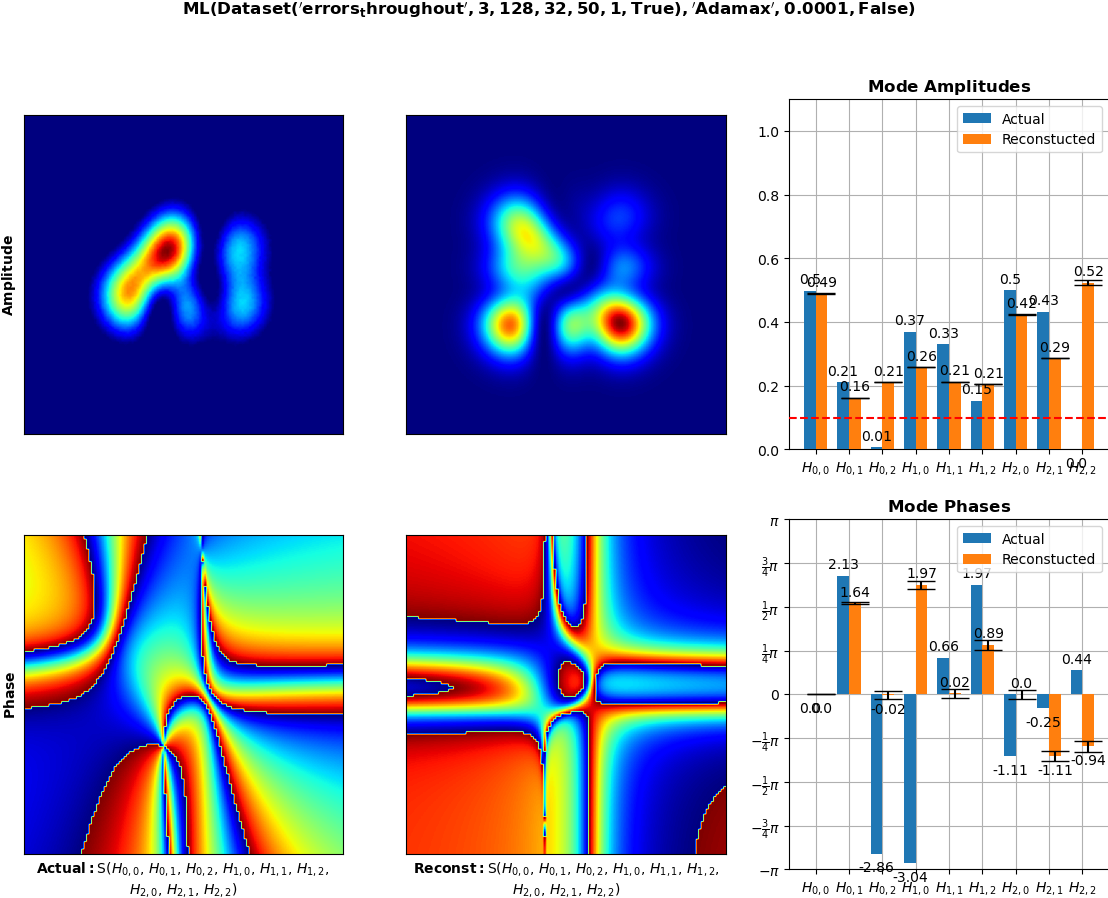 ML(Dataset('errors_throughout', 3, 128, 32, 50, 1, True), 'Adamax', 0.0001, False)
Amplitude
Mode Amplitudes
Actual
Reconstucted
1.0
0.8
0.6
0.4
0.2
0.0
0.5
0.49
0.21
0.16
0.01
0.21
0.37
0.26
0.33
0.21
0.15
0.21
0.5
0.42
0.43
0.29
0.0
0.52
H0,0 H0,1 H0,2 H1,0 H1,1 H1,2 H2,0 H2,1 H2,2
Phase
Mode Phases
Actual
Reconstucted
π
3/4π
1/2π
1/4π
0
−1/4π
−1/2π
−3/4π
−π
0.0
0.0
2.13
1.64
-2.86
-0.02
-3.04
1.97
0.66
0.02
1.97
0.89
-1.11
0.0
-0.25
-1.11
0.44
-0.94
H0,0 H0,1 H0,2 H1,0 H1,1 H1,2 H2,0 H2,1 H2,2
Actual: S(H0,0, H0,1, H0,2, H1,0, H1,1, H1,2,
H2,0, H2,1, H2,2)
Reconst: S(H0,0, H0,1, H0,2, H1,0, H1,1, H1,2,
H2,0, H2,1, H2,2)